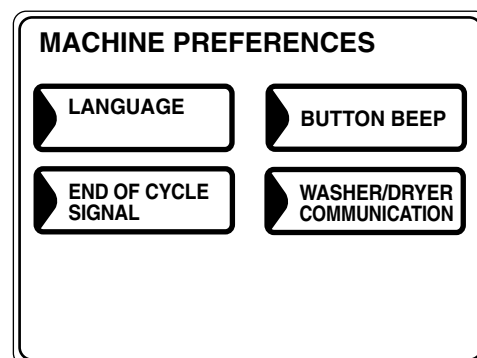 MACHINE PREFERENCES
LANGUAGE
BUTTON BEEP
END OF CYCLE
SIGNAL
WASHER/DRYER
COMMUNICATION